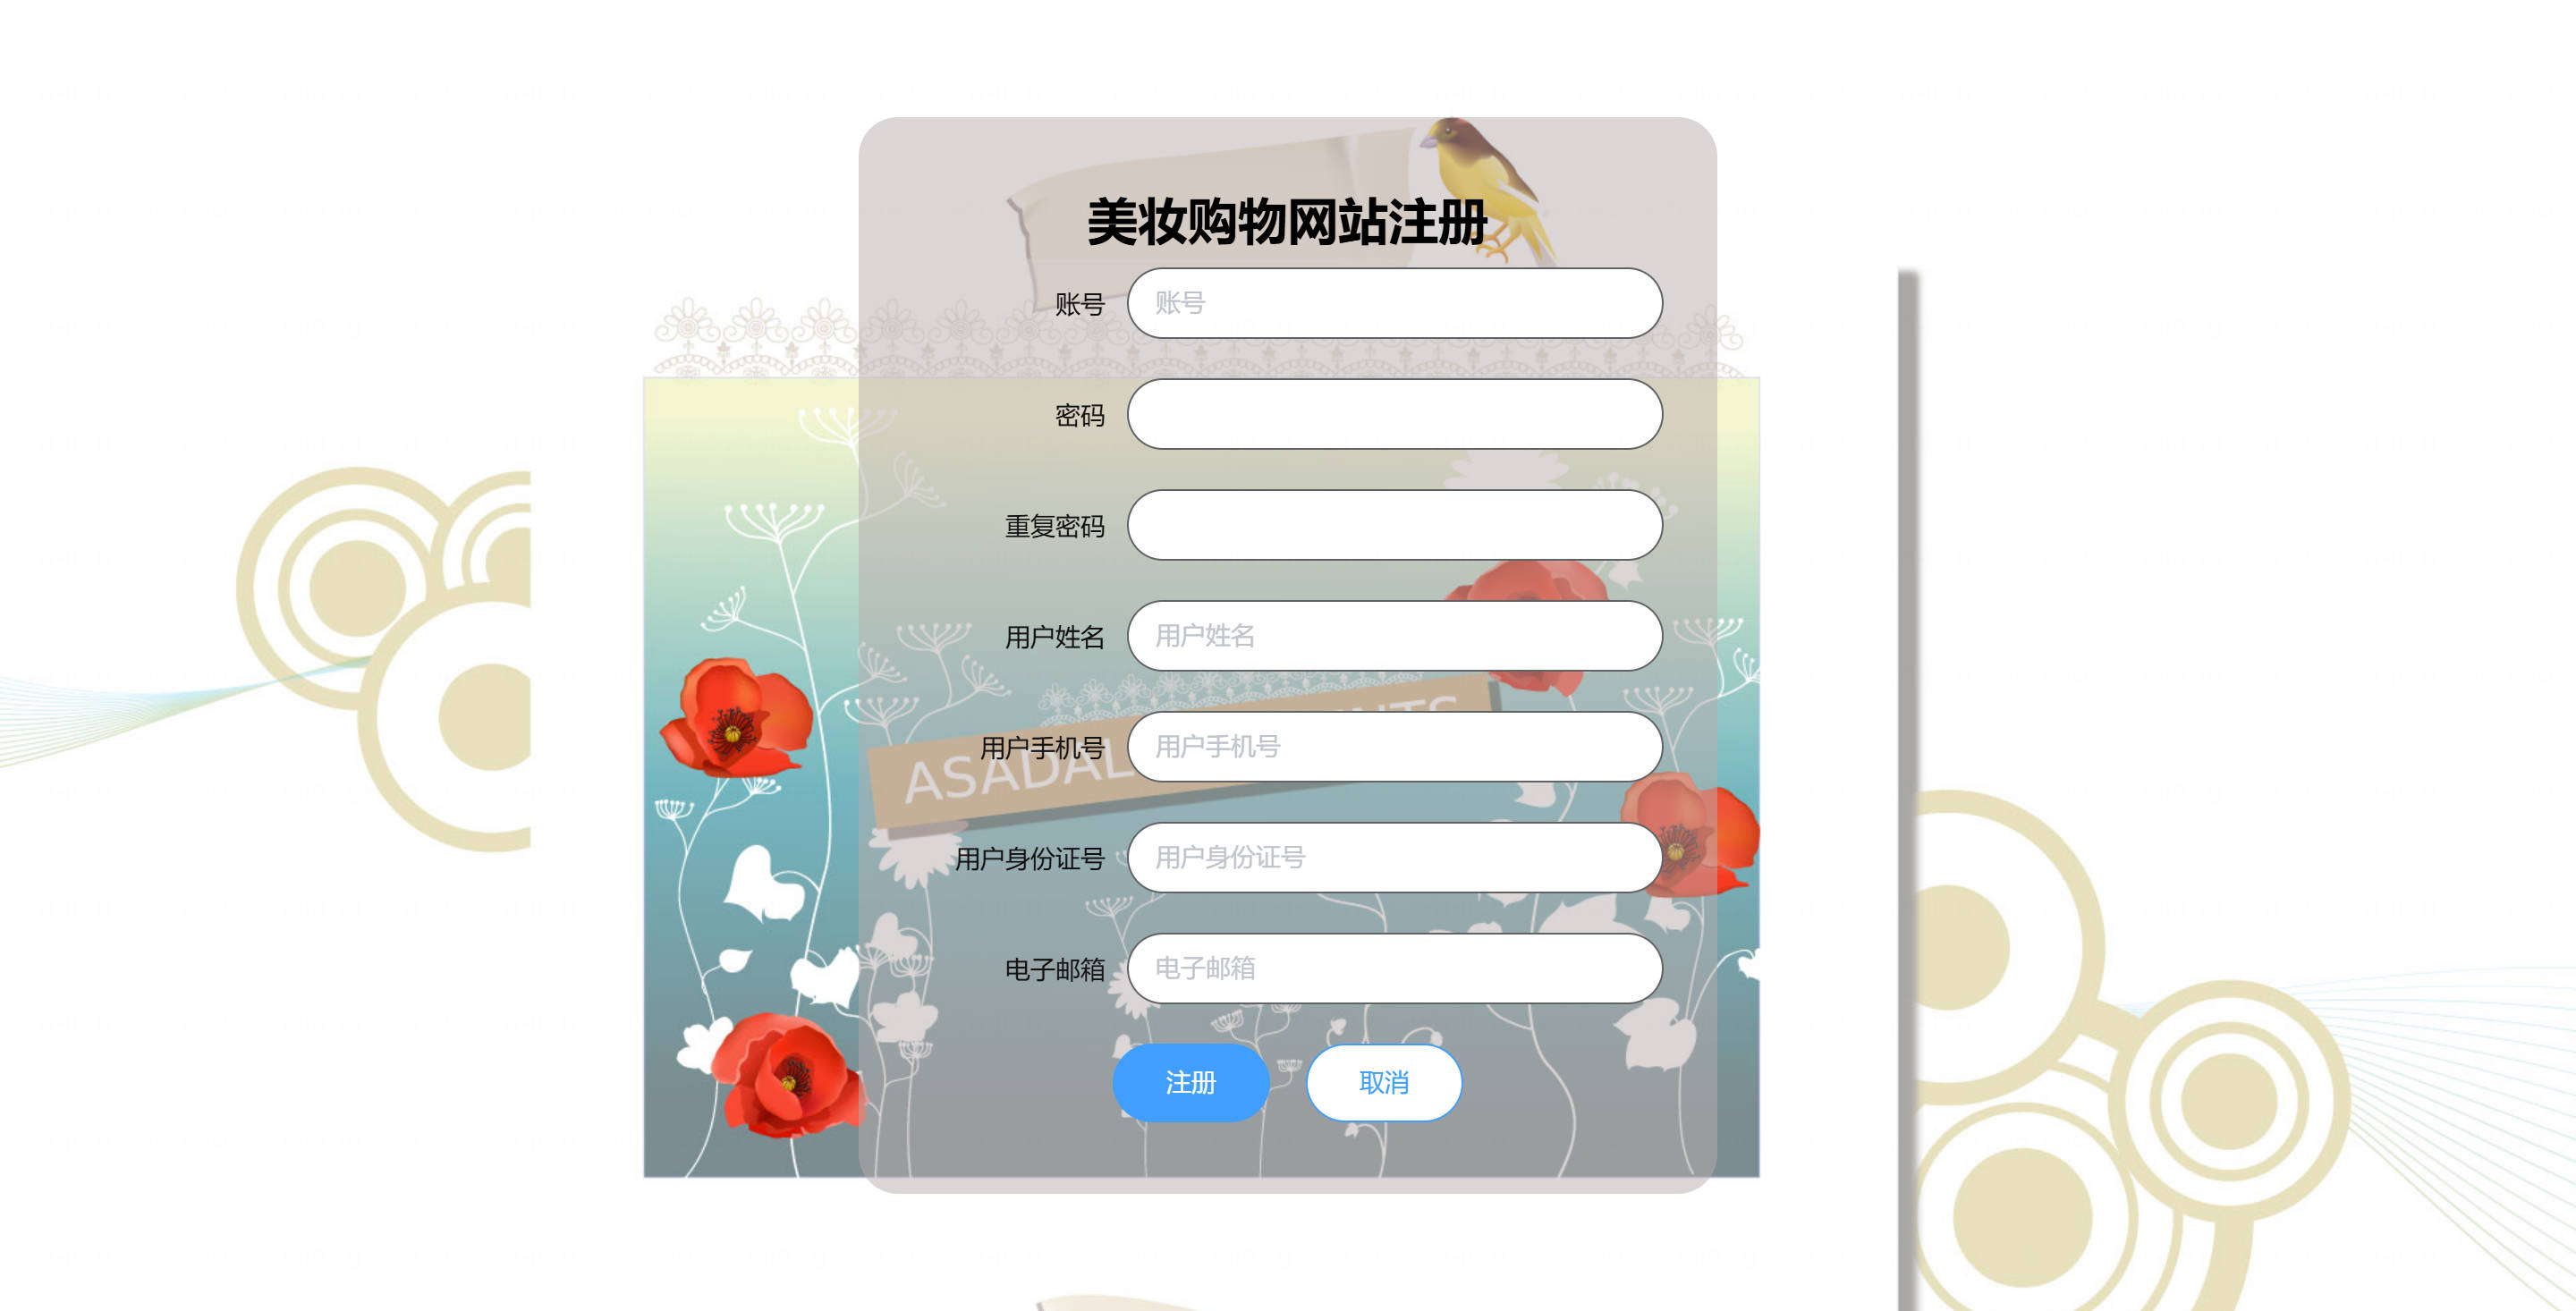 美妆购物网站注册
账号 账号
密码
重复密码
用户姓名 用户姓名
用户手机号 用户手机号
ASADAL
用户身份证号 用户身份证号
电子邮箱 电子邮箱
注册 取消